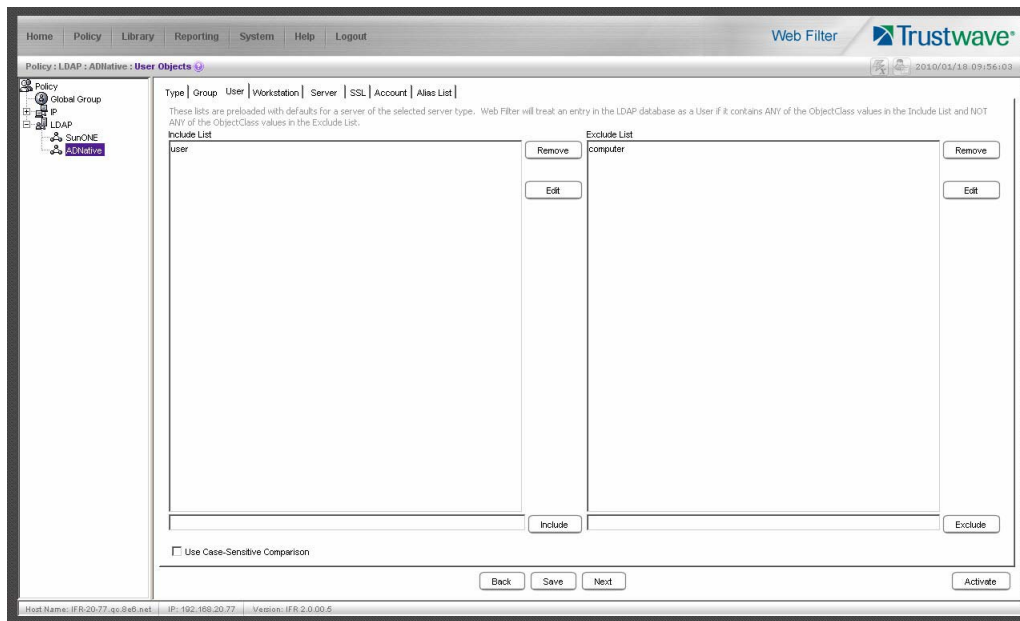 Home Policy Library Reporting System Help Logout Web Filter Trustwave®
Policy : LDAP : ADNative : User Objects 2010/01/18 09:56:03
Policy
Global Group
IP
LDAP
SunONE
ADNative
Type Group User Workstation Server SSL Account Alias List
These lists are preloaded with defaults for a server of the selected server type. Web Filter will treat an entry in the LDAP database as a User if it contains ANY of the ObjectClass values in the Include List and NOT
ANY of the ObjectClass values in the Exclude List.
Include List Exclude List
user Remove computer Remove
Edit Edit
Include Exclude
Use Case-Sensitive Comparison
Back Save Next Activate
Host Name: IFR-20-77.qc.8e6.net IP: 192.168.20.77 Version: IFR 2.0.00.5